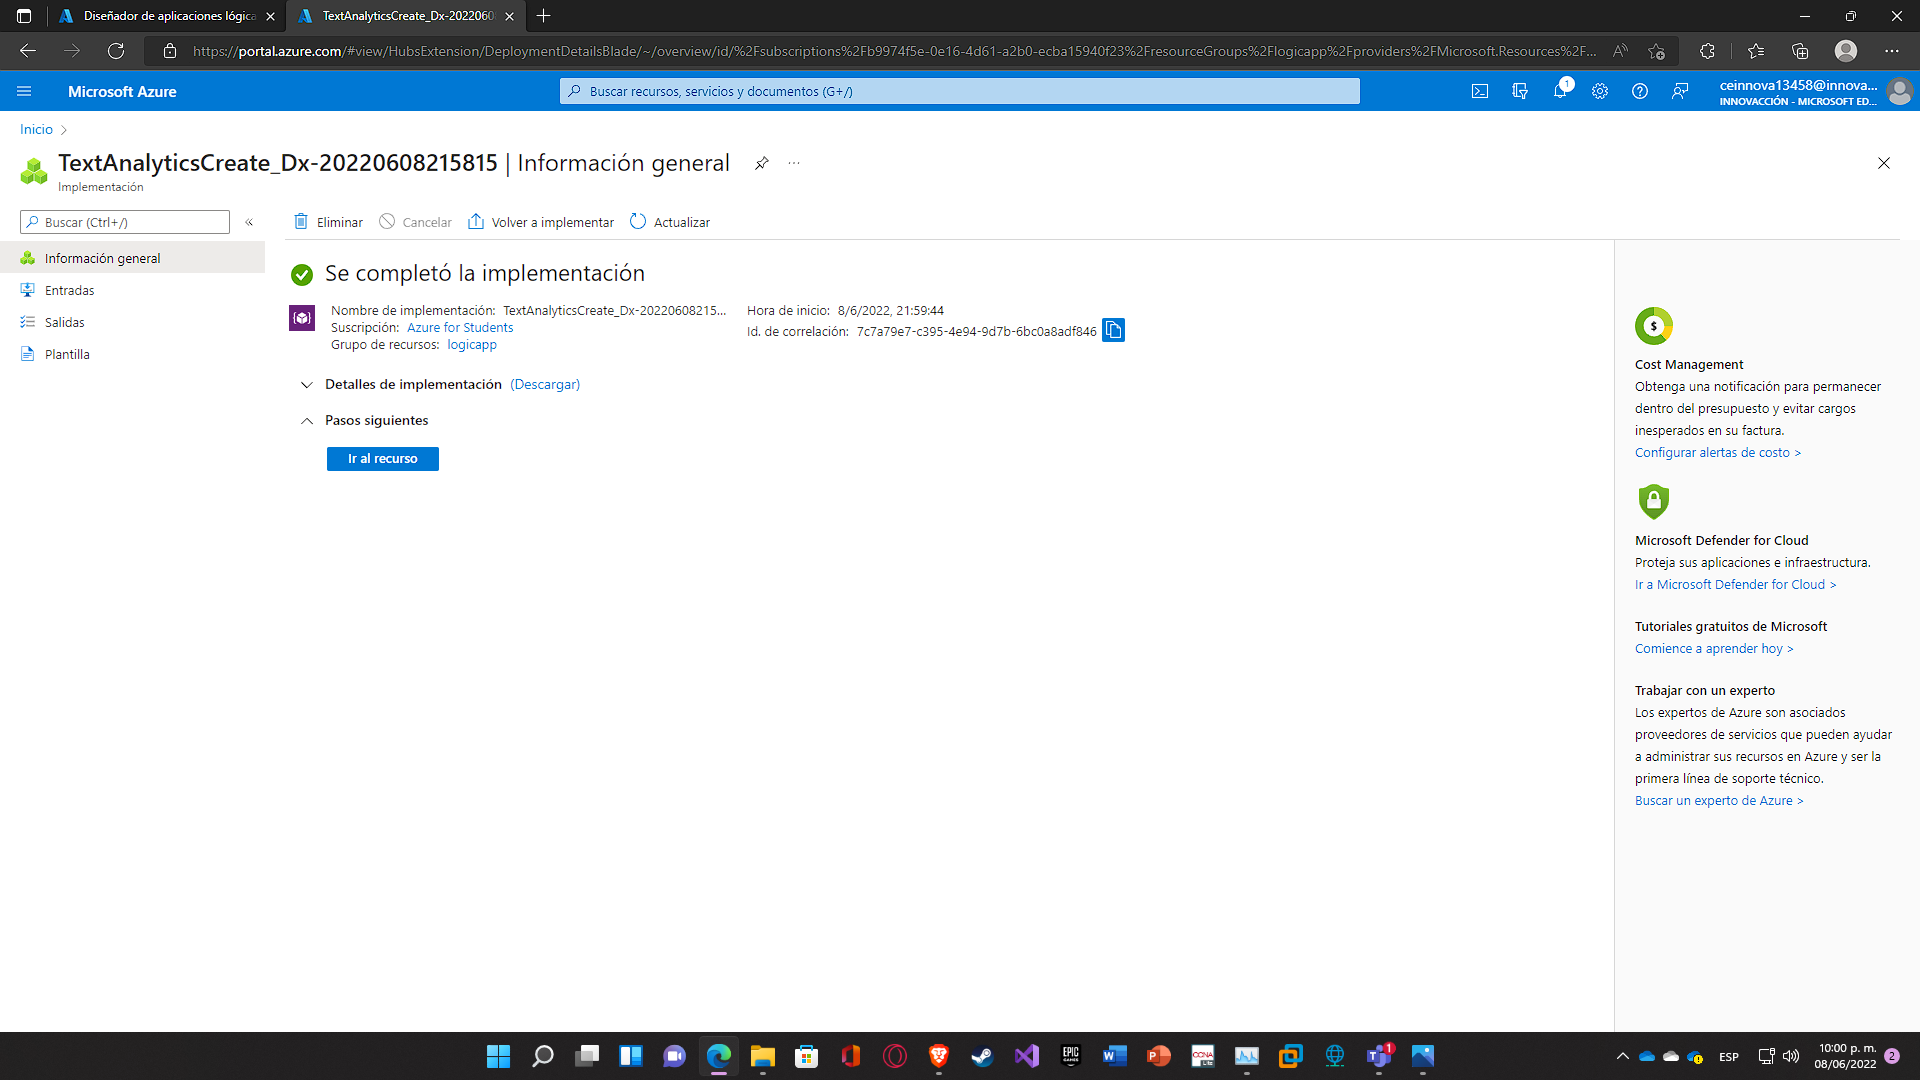 Diseñador de aplicaciones lógica
TextAnalyticsCreate_Dx-2022060
https://portal.azure.com/#view/HubsExtension/DeploymentDetailsBlade/~/overview/id/%2Fsubscriptions%2Fb9974f5e-0e16-4d61-a2b0-ecba15940f23%2FresourceGroups%2Flogicapp%2Fproviders%2FMicrosoft.Resources%2F...
Microsoft Azure
Buscar recursos, servicios y documentos (G+/)
1
ceinnova13458@innova...
INNOVACCIÓN - MICROSOFT ED...
Inicio
TextAnalyticsCreate_Dx-20220608215815 | Información general
Implementación
Buscar (Ctrl+/)
Eliminar
Cancelar
Volver a implementar
Actualizar
Información general
Entradas
Salidas
Plantilla
Se completó la implementación
Nombre de implementación: TextAnalyticsCreate_Dx-20220608215...
Suscripción: Azure for Students
Grupo de recursos: logicapp
Hora de inicio: 8/6/2022, 21:59:44
Id. de correlación: 7c7a79e7-c395-4e94-9d7b-6bc0a8adf846
Detalles de implementación (Descargar)
Pasos siguientes
Ir al recurso
Cost Management
Obtenga una notificación para permanecer
dentro del presupuesto y evitar cargos
inesperados en su factura.
Configurar alertas de costo >
Microsoft Defender for Cloud
Proteja sus aplicaciones e infraestructura.
Ir a Microsoft Defender for Cloud >
Tutoriales gratuitos de Microsoft
Comience a aprender hoy >
Trabajar con un experto
Los expertos de Azure son asociados
proveedores de servicios que pueden ayudar
a administrar sus recursos en Azure y ser la
primera línea de soporte técnico.
Buscar un experto de Azure >
EPIC
GAMES
CCNA
1
ESP
10:00 p. m.
08/06/2022
2